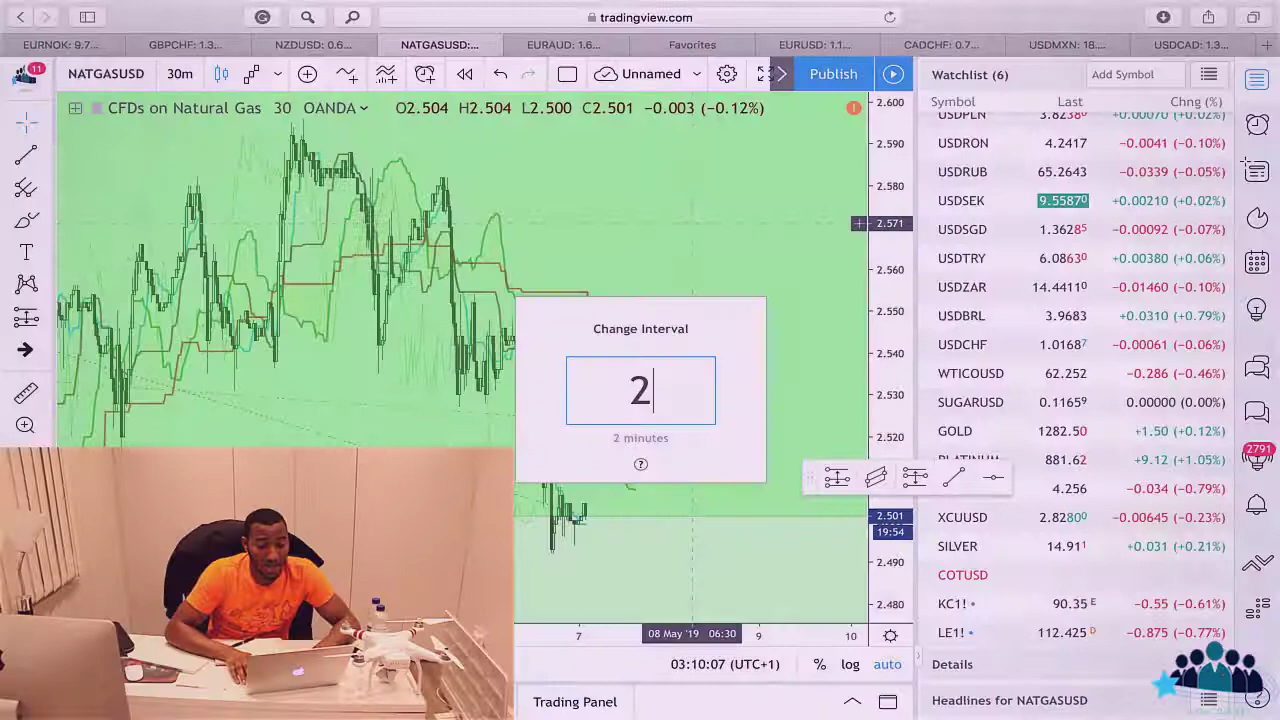 tradingview.com
EURNOK: 9.7...
GBPCHF: 1.3...
NZDUSD: 0.6...
NATGASUSD:...
EURAUD: 1.6...
Favorites
EURUSD: 1.1...
CADCHF: 0.7...
USDMXN: 18....
USDCAD: 1.3...
11
NATGASUSD
30m
Unnamed
Publish
Watchlist (6)
Add Symbol
CFDs on Natural Gas 30 OANDA O2.504 H2.504 L2.500 C2.501 −0.003 (−0.12%)
Symbol Last Chng (%)
USDPLN 3.8238⁰ +0.00070 (+0.02%)
USDRON 4.2417 −0.0041 (−0.10%)
USDRUB 65.2643 −0.0339 (−0.05%)
USDSEK 9.5587⁰ +0.00210 (+0.02%)
USDSGD 1.3628⁵ −0.00092 (−0.07%)
USDTRY 6.0863⁰ +0.00380 (+0.06%)
USDZAR 14.4411⁰ −0.01460 (−0.10%)
USDBRL 3.9683 +0.0310 (+0.79%)
USDCHF 1.0168⁷ −0.00061 (−0.06%)
WTICOUSD 62.252 −0.286 (−0.46%)
SUGARUSD 0.1165⁹ 0.00000 (0.00%)
GOLD 1282.50 +1.50 (+0.12%)
PLATINUM 881.62 +9.12 (+1.05%)
4.256 −0.034 (−0.79%)
XCUUSD 2.8280⁰ −0.00645 (−0.23%)
SILVER 14.91¹ +0.031 (+0.21%)
COTUSD
KC1! 90.35 E −0.55 (−0.61%)
LE1! 112.425 D −0.875 (−0.77%)
Details
Headlines for NATGASUSD
2791
2.600
2.590
2.580
2.571
2.560
2.550
2.540
2.530
2.520
2.501
19:54
2.490
2.480
Change Interval
2
2 minutes
7
08 May '19 06:30
9
10
03:10:07 (UTC+1)
%
log
auto
Trading Panel